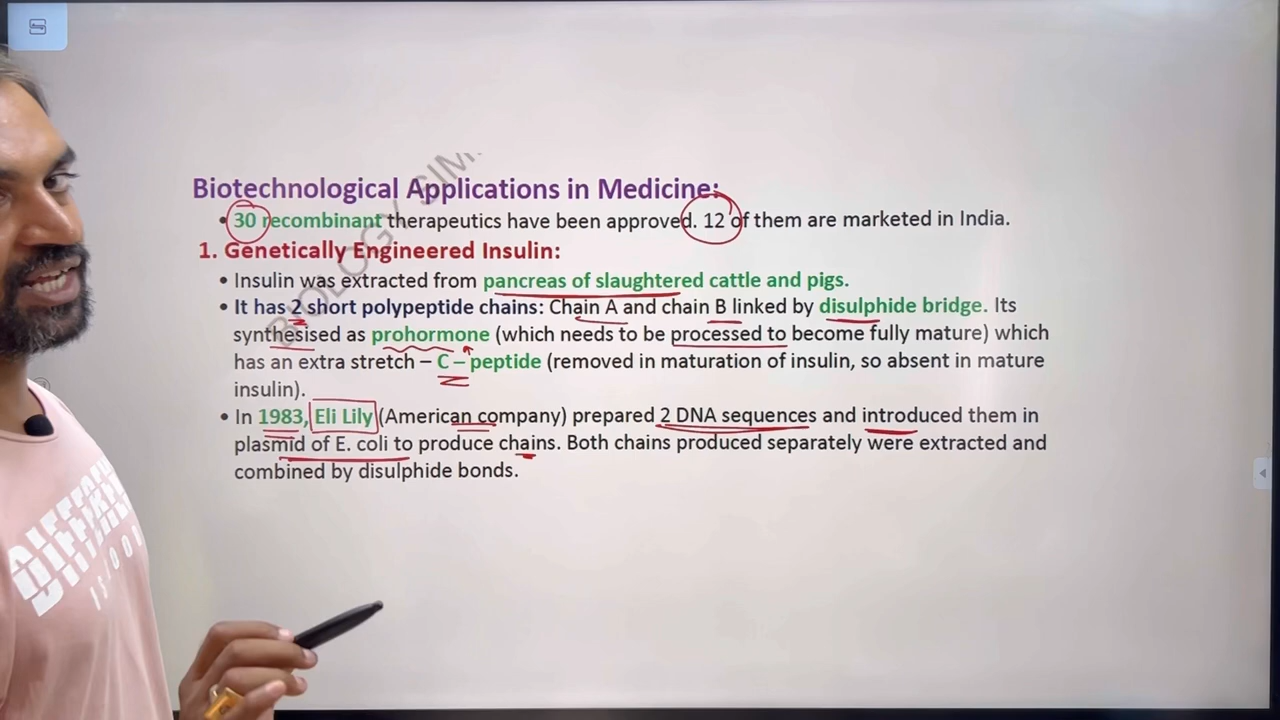 Biotechnological Applications in Medicine:
• 30 recombinant therapeutics have been approved. 12 of them are marketed in India.
1. Genetically Engineered Insulin:
• Insulin was extracted from pancreas of slaughtered cattle and pigs.
• It has 2 short polypeptide chains: Chain A and chain B linked by disulphide bridge. Its
synthesised as prohormone (which needs to be processed to become fully mature) which
has an extra stretch – C – peptide (removed in maturation of insulin, so absent in mature
insulin).
• In 1983, Eli Lily (American company) prepared 2 DNA sequences and introduced them in
plasmid of E. coli to produce chains. Both chains produced separately were extracted and
combined by disulphide bonds.
BIOLOGY